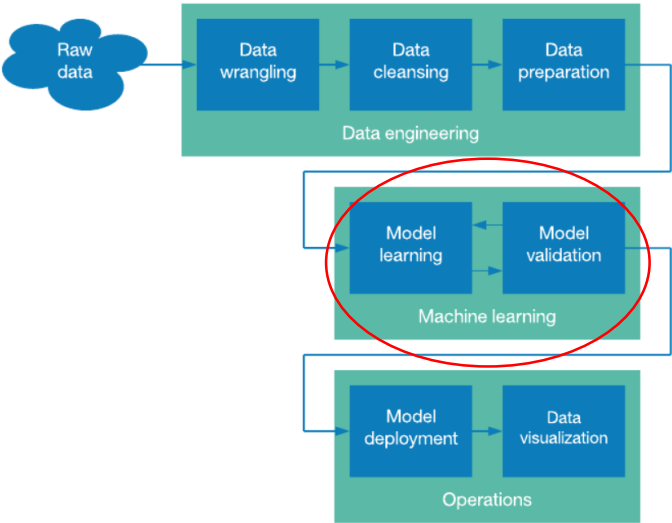 Raw
data
Data
wrangling
Data
cleansing
Data
preparation
Data engineering
Model
learning
Model
validation
Machine learning
Model
deployment
Data
visualization
Operations